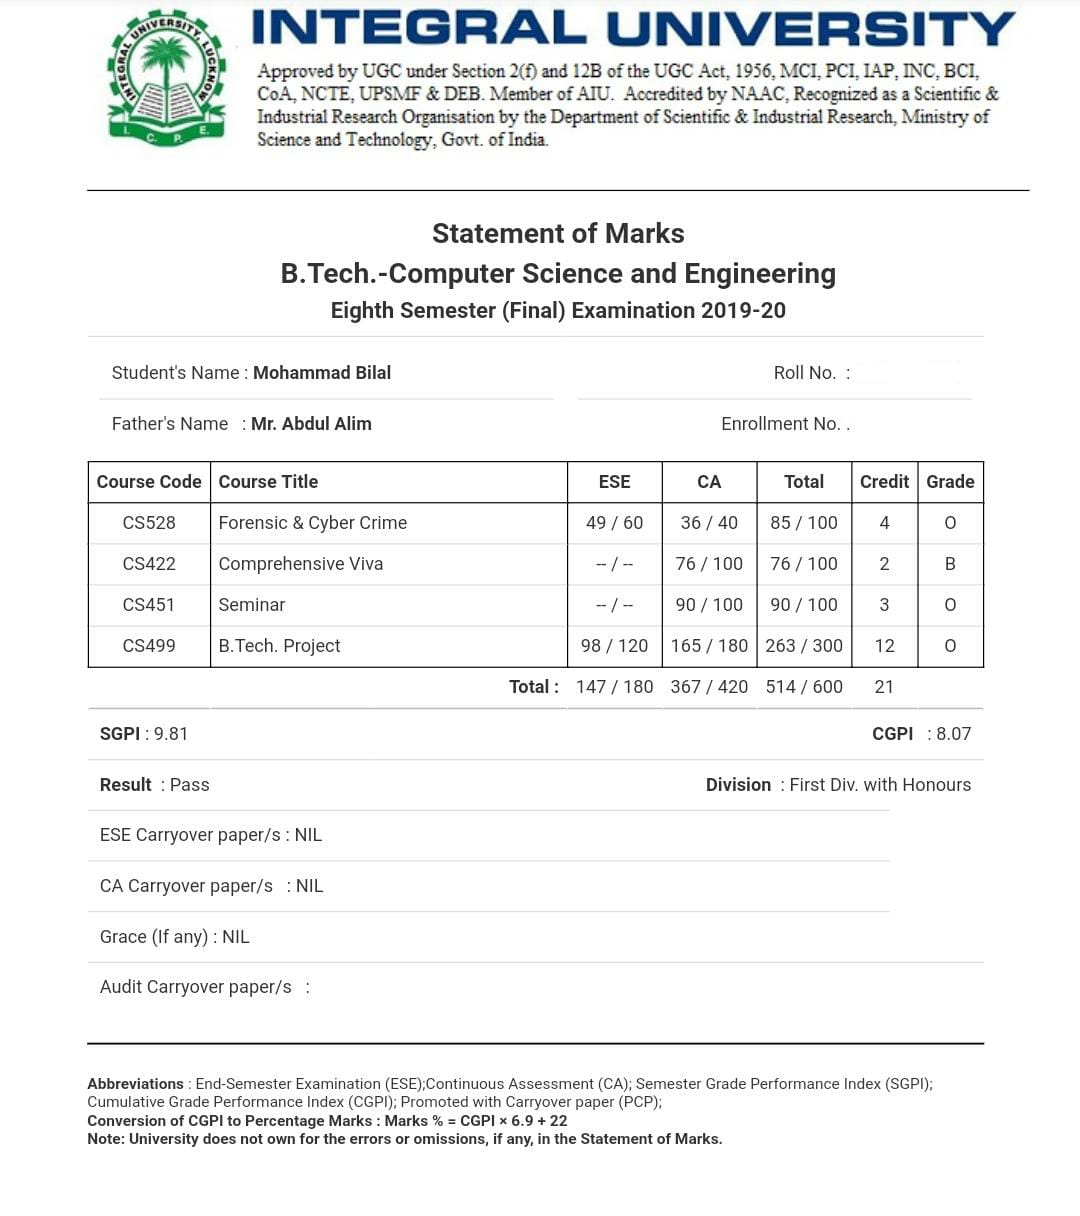 INTEGRAL UNIVERSITY
INTEGRAL UNIVERSITY, LUCKNOW
I. C. P. E.
Approved by UGC under Section 2(f) and 12B of the UGC Act, 1956, MCI, PCI, IAP, INC, BCI,
CoA, NCTE, UPSMF & DEB. Member of AIU. Accredited by NAAC, Recognized as a Scientific &
Industrial Research Organisation by the Department of Scientific & Industrial Research, Ministry of
Science and Technology, Govt. of India.
Statement of Marks
B.Tech.-Computer Science and Engineering
Eighth Semester (Final) Examination 2019-20
Student's Name : Mohammad Bilal Roll No. :
Father's Name : Mr. Abdul Alim Enrollment No. .
Course Code Course Title ESE CA Total Credit Grade
CS528 Forensic & Cyber Crime 49 / 60 36 / 40 85 / 100 4 O
CS422 Comprehensive Viva -- / -- 76 / 100 76 / 100 2 B
CS451 Seminar -- / -- 90 / 100 90 / 100 3 O
CS499 B.Tech. Project 98 / 120 165 / 180 263 / 300 12 O
Total : 147 / 180 367 / 420 514 / 600 21
SGPI : 9.81 CGPI : 8.07
Result : Pass Division : First Div. with Honours
ESE Carryover paper/s : NIL
CA Carryover paper/s : NIL
Grace (If any) : NIL
Audit Carryover paper/s :
Abbreviations : End-Semester Examination (ESE);Continuous Assessment (CA); Semester Grade Performance Index (SGPI);
Cumulative Grade Performance Index (CGPI); Promoted with Carryover paper (PCP);
Conversion of CGPI to Percentage Marks : Marks % = CGPI × 6.9 + 22
Note: University does not own for the errors or omissions, if any, in the Statement of Marks.